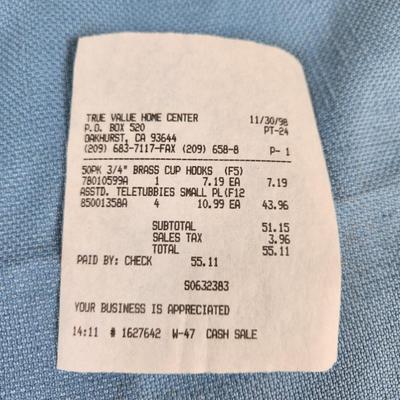 TRUE VALUE HOME CENTER 11/30/98
P.O. BOX 520 PT-24
OAKHURST, CA 93644
(209) 683-7117-FAX (209) 658-8 P- 1
50PK 3/4" BRASS CUP HOOKS (F5)
78010599A 1 7.19 EA 7.19
ASSTD. TELETUBBIES SMALL PL(F12
85001358A 4 10.99 EA 43.96
SUBTOTAL 51.15
SALES TAX 3.96
TOTAL 55.11
PAID BY: CHECK 55.11
S0632383
YOUR BUSINESS IS APPRECIATED
14:11 # 1627642 W-47 CASH SALE